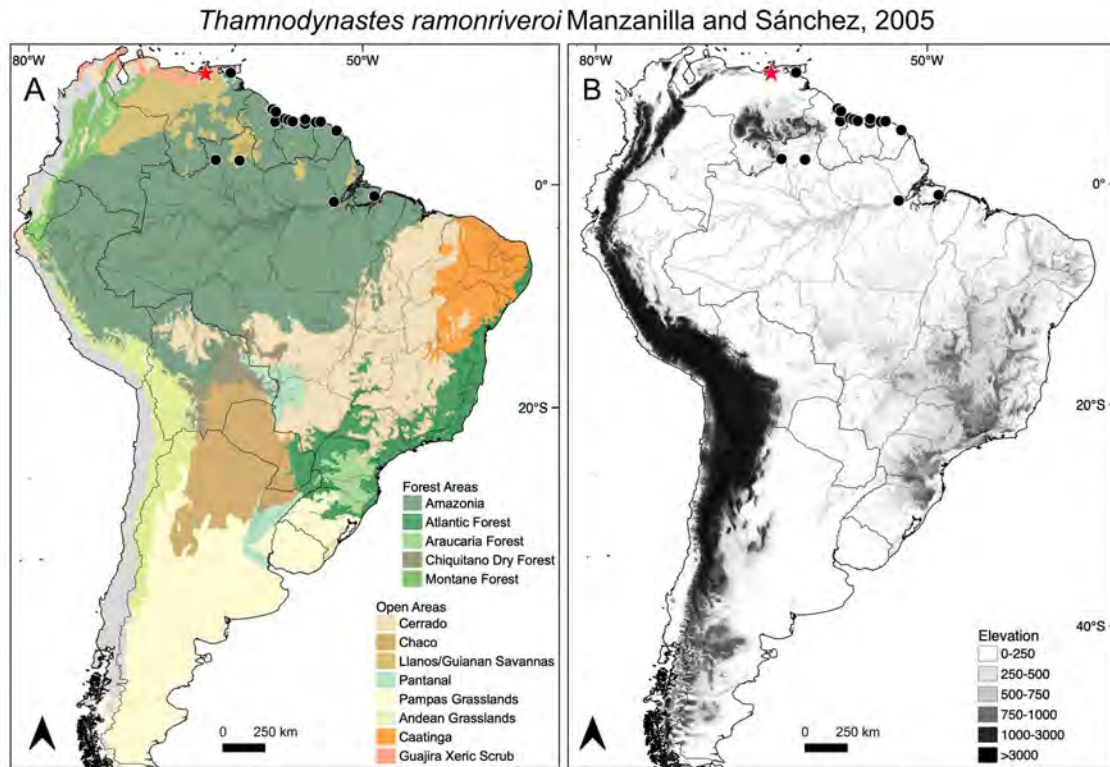 Thamnodynastes ramonriveroi Manzanilla and Sánchez, 2005
80°W
50°W
A
0°
20°S
Forest Areas
Amazonia
Atlantic Forest
Araucaria Forest
Chiquitano Dry Forest
Montane Forest
Open Areas
Cerrado
Chaco
Llanos/Guianan Savannas
Pantanal
Pampas Grasslands
Andean Grasslands
Caatinga
Guajira Xeric Scrub
0 250 km
80°W
50°W
B
0°
20°S
40°S
Elevation
0-250
250-500
500-750
750-1000
1000-3000
>3000
0 250 km